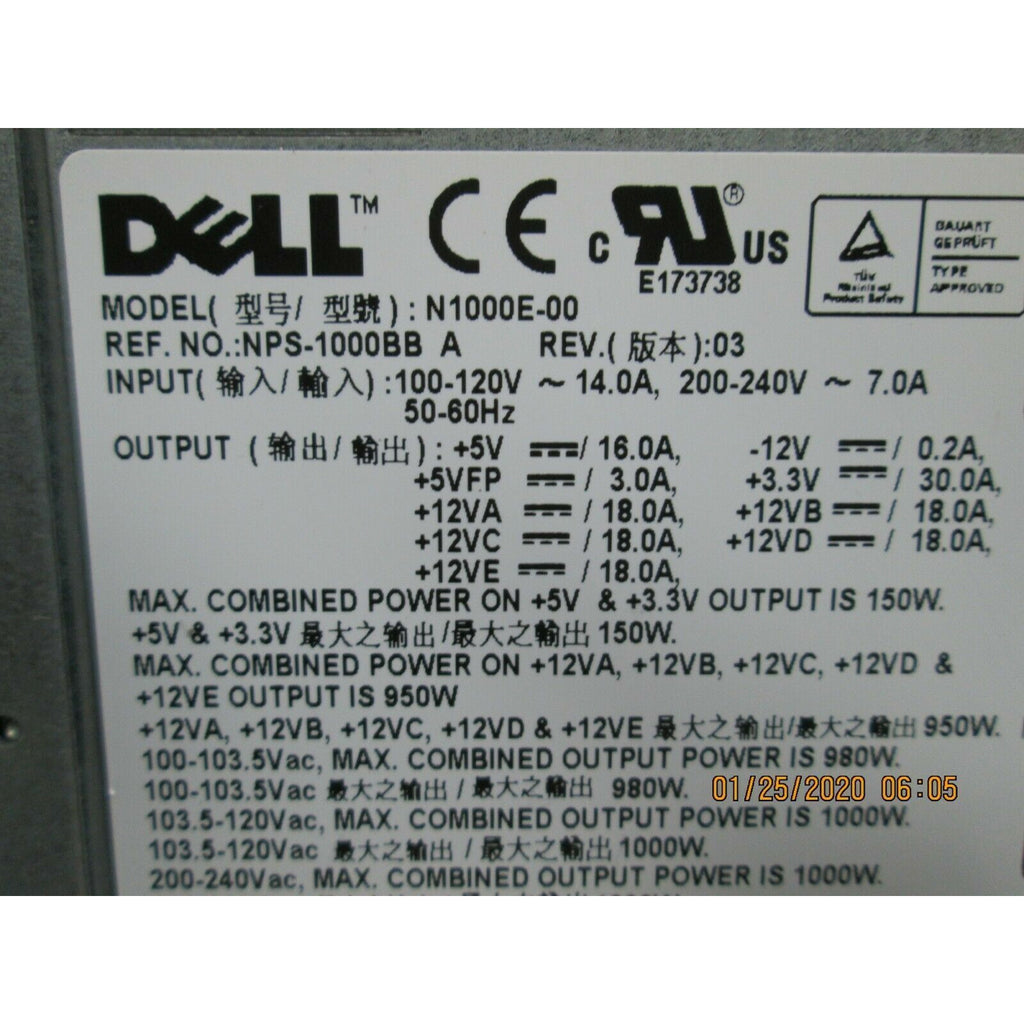 DELL™ CE c RU® US
E173738
BAUART
GEPRÜFT
TÜV
Rheinland
Product Safety
TYPE
APPROVED
MODEL( 型号/ 型號 ) : N1000E-00
REF. NO.:NPS-1000BB A REV.( 版本 ):03
INPUT( 输入/ 輸入 ) :100-120V ~ 14.0A, 200-240V ~ 7.0A
50-60Hz
OUTPUT ( 输出/ 輸出 ) : +5V ⎓/ 16.0A, -12V ⎓/ 0.2A,
+5VFP ⎓/ 3.0A, +3.3V ⎓/ 30.0A,
+12VA ⎓/ 18.0A, +12VB ⎓/ 18.0A,
+12VC ⎓/ 18.0A, +12VD ⎓/ 18.0A,
+12VE ⎓/ 18.0A,
MAX. COMBINED POWER ON +5V & +3.3V OUTPUT IS 150W.
+5V & +3.3V 最大之输出/最大之輸出 150W.
MAX. COMBINED POWER ON +12VA, +12VB, +12VC, +12VD &
+12VE OUTPUT IS 950W
+12VA, +12VB, +12VC, +12VD & +12VE 最大之输出/最大之輸出 950W.
100-103.5Vac, MAX. COMBINED OUTPUT POWER IS 980W.
100-103.5Vac 最大之输出 / 最大之輸出 980W.
01/25/2020 06:05
103.5-120Vac, MAX. COMBINED OUTPUT POWER IS 1000W.
103.5-120Vac 最大之输出 / 最大之輸出 1000W.
200-240Vac, MAX. COMBINED OUTPUT POWER IS 1000W.